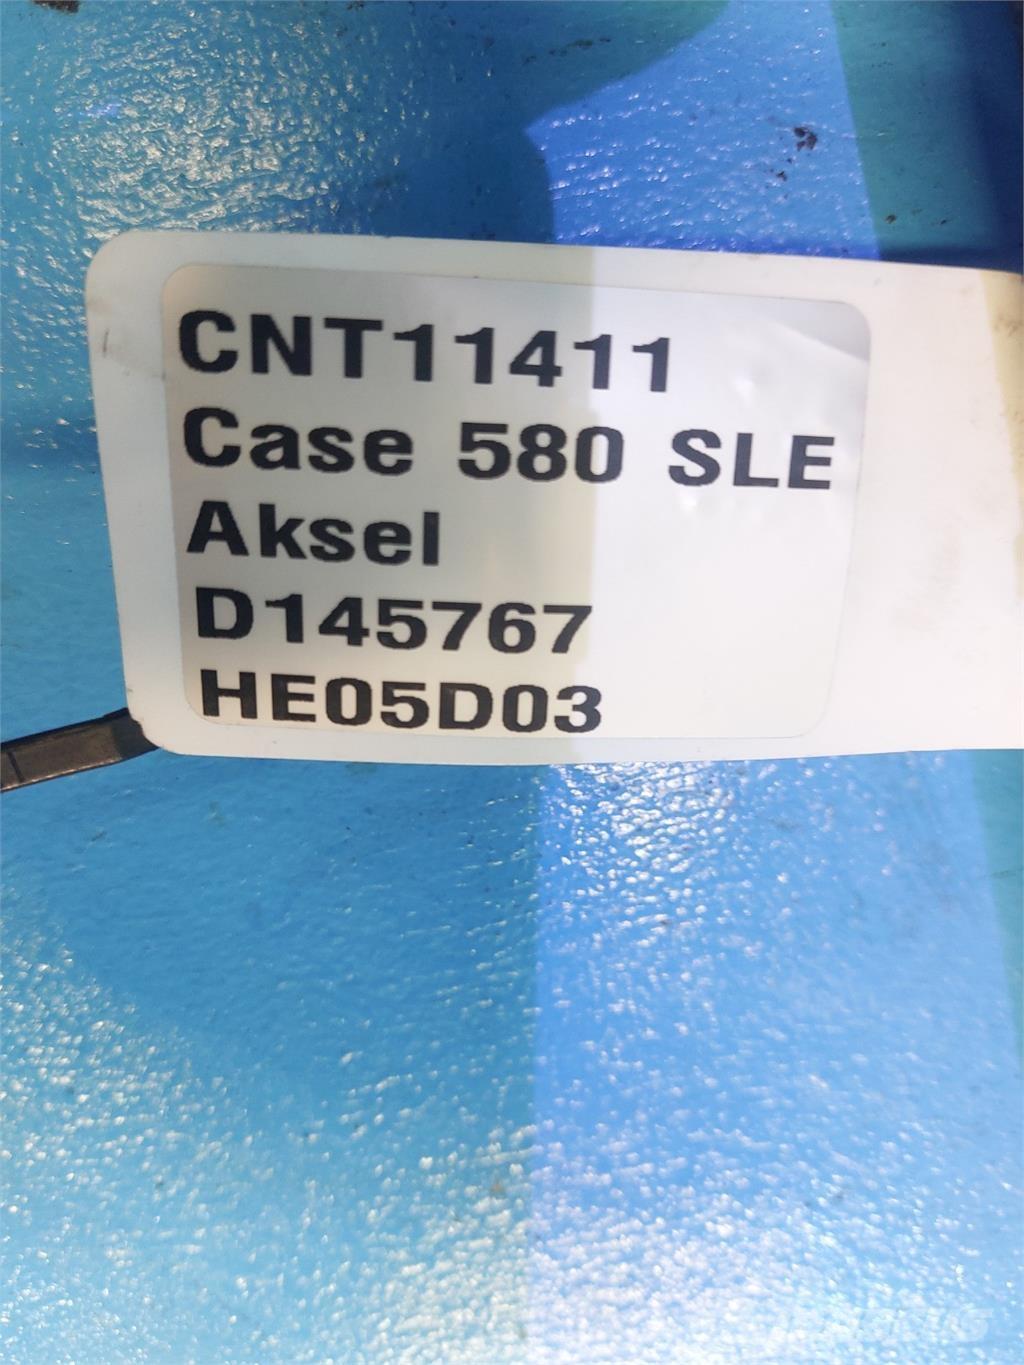 CNT11411
Case 580 SLE
Aksel
D145767
HE05D03